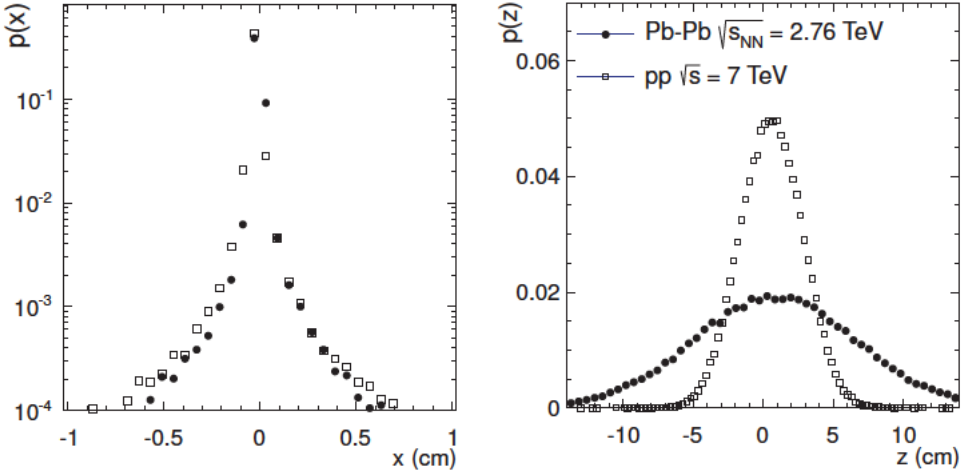 p(x)
10⁻¹
10⁻²
10⁻³
10⁻⁴
-1 -0.5 0 0.5 1
x (cm)
p(z)
Pb-Pb √s_NN = 2.76 TeV
pp √s = 7 TeV
0.06
0.04
0.02
0
-10 -5 0 5 10
z (cm)